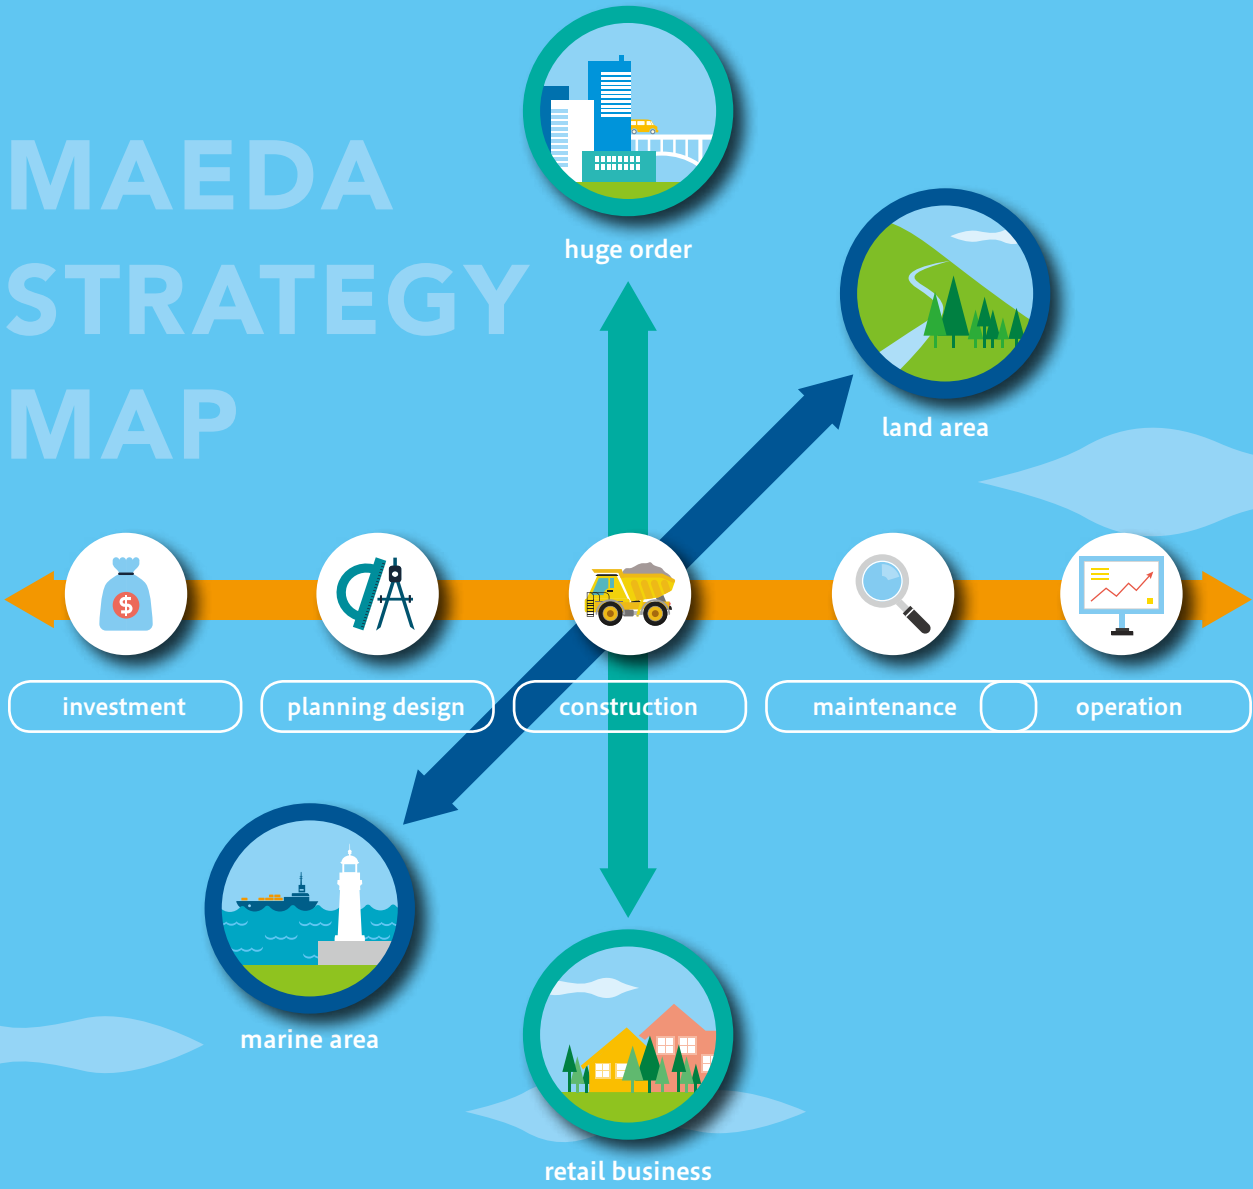 MAEDA
STRATEGY
MAP
huge order
land area
$
investment
planning design
construction
maintenance
operation
marine area
retail business